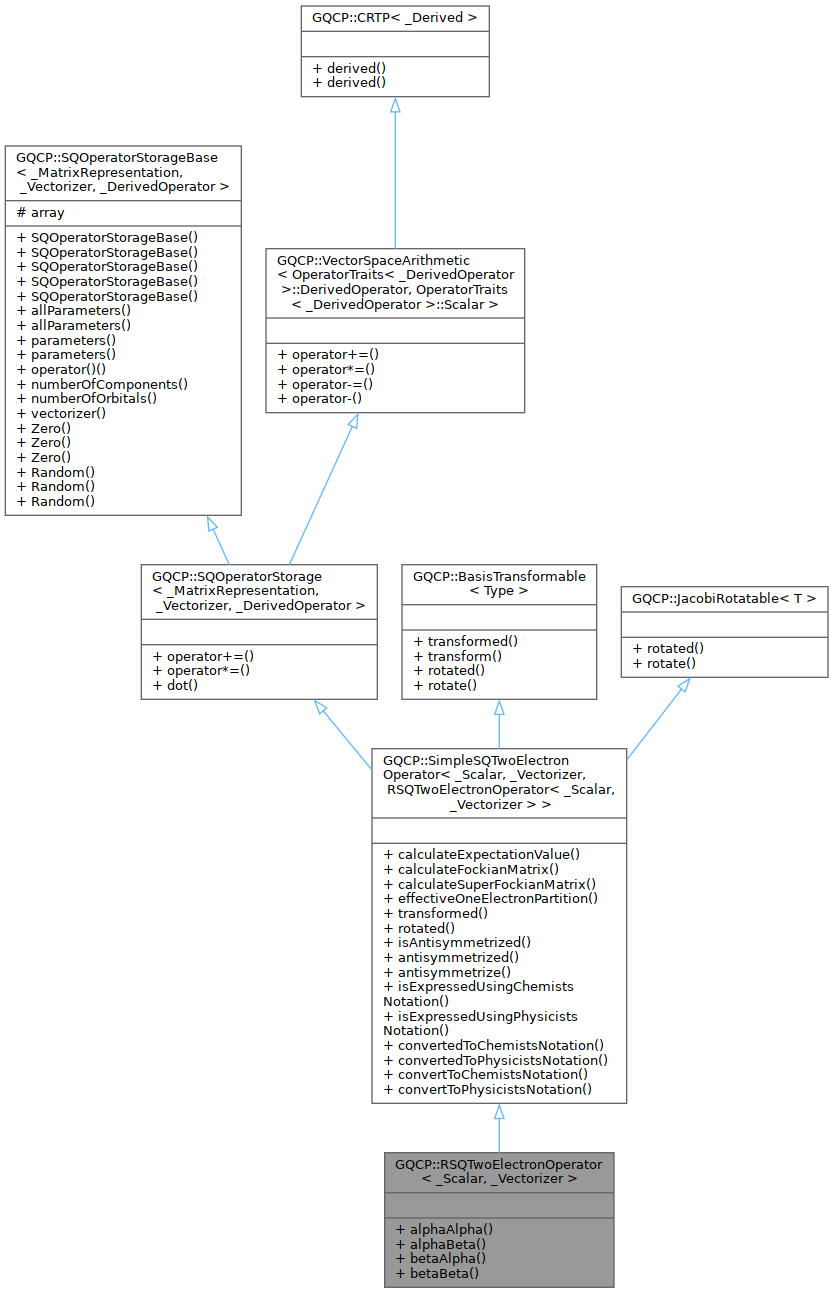 GQCP::CRTP< _Derived >
+ derived()
+ derived()
GQCP::SQOperatorStorageBase
< _MatrixRepresentation,
_Vectorizer, _DerivedOperator >
# array
+ SQOperatorStorageBase()
+ SQOperatorStorageBase()
+ SQOperatorStorageBase()
+ SQOperatorStorageBase()
+ SQOperatorStorageBase()
+ allParameters()
+ allParameters()
+ parameters()
+ parameters()
+ operator()()
+ numberOfComponents()
+ numberOfOrbitals()
+ vectorizer()
+ Zero()
+ Zero()
+ Zero()
+ Random()
+ Random()
+ Random()
GQCP::VectorSpaceArithmetic
< OperatorTraits< _DerivedOperator
>::DerivedOperator, OperatorTraits
< _DerivedOperator >::Scalar >
+ operator+=()
+ operator*=()
+ operator-=()
+ operator-()
GQCP::SQOperatorStorage
< _MatrixRepresentation,
_Vectorizer, _DerivedOperator >
+ operator+=()
+ operator*=()
+ dot()
GQCP::BasisTransformable
< Type >
+ transformed()
+ transform()
+ rotated()
+ rotate()
GQCP::JacobiRotatable< T >
+ rotated()
+ rotate()
GQCP::SimpleSQTwoElectron
Operator< _Scalar, _Vectorizer,
RSQTwoElectronOperator< _Scalar,
_Vectorizer > >
+ calculateExpectationValue()
+ calculateFockianMatrix()
+ calculateSuperFockianMatrix()
+ effectiveOneElectronPartition()
+ transformed()
+ rotated()
+ isAntisymmetrized()
+ antisymmetrized()
+ antisymmetrize()
+ isExpressedUsingChemists
Notation()
+ isExpressedUsingPhysicists
Notation()
+ convertedToChemistsNotation()
+ convertedToPhysicistsNotation()
+ convertToChemistsNotation()
+ convertToPhysicistsNotation()
GQCP::RSQTwoElectronOperator
< _Scalar, _Vectorizer >
+ alphaAlpha()
+ alphaBeta()
+ betaAlpha()
+ betaBeta()